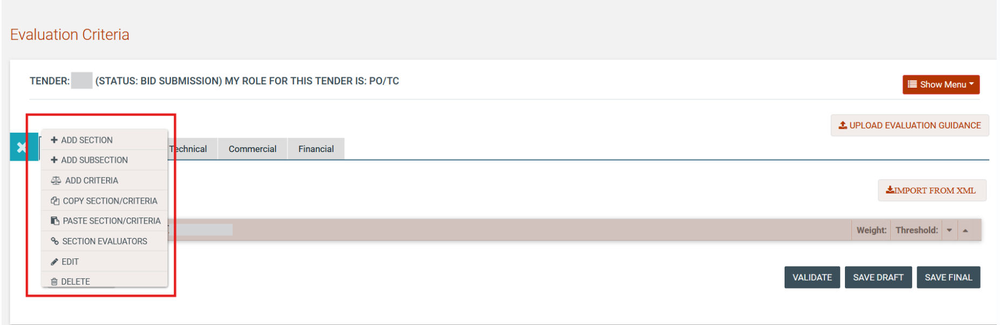 Evaluation Criteria
TENDER: (STATUS: BID SUBMISSION) MY ROLE FOR THIS TENDER IS: PO/TC
Show Menu
UPLOAD EVALUATION GUIDANCE
Technical Commercial Financial
ADD SECTION
ADD SUBSECTION
ADD CRITERIA
COPY SECTION/CRITERIA
PASTE SECTION/CRITERIA
SECTION EVALUATORS
EDIT
DELETE
IMPORT FROM XML
Weight: Threshold:
VALIDATE SAVE DRAFT SAVE FINAL